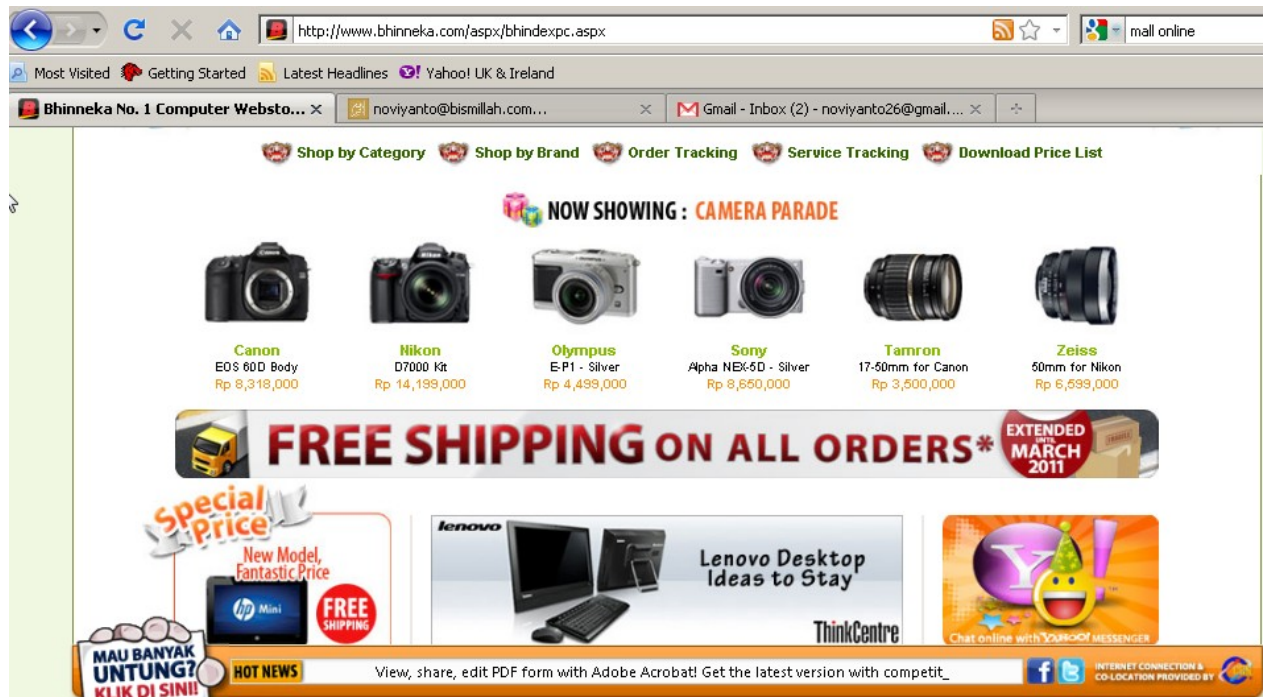 http://www.bhinneka.com/aspx/bhindexpc.aspx
mall online
Most Visited Getting Started Latest Headlines Yahoo! UK & Ireland
Bhinneka No. 1 Computer Websto... noviyanto@bismillah.com... Gmail - Inbox (2) - noviyanto26@gmail....
Shop by Category Shop by Brand Order Tracking Service Tracking Download Price List
NOW SHOWING : CAMERA PARADE
Canon Nikon Olympus Sony Tamron Zeiss
EOS 60D Body D7000 Kit E-P1 - Silver Alpha NEX-5D - Silver 17-50mm for Canon 50mm for Nikon
Rp 8,318,000 Rp 14,199,000 Rp 4,499,000 Rp 8,650,000 Rp 3,500,000 Rp 6,599,000
FREE SHIPPING ON ALL ORDERS*
EXTENDED
UNTIL
MARCH
2011
Special
Price
New Model,
Fantastic Price
hp Mini
FREE
SHIPPING
lenovo
Lenovo Desktop
Ideas to Stay
ThinkCentre
Y!
Chat online with YAHOO! MESSENGER
MAU BANYAK
UNTUNG?
KLIK DI SINI!
HOT NEWS
View, share, edit PDF form with Adobe Acrobat! Get the latest version with competit_
INTERNET CONNECTION &
CO-LOCATION PROVIDED BY